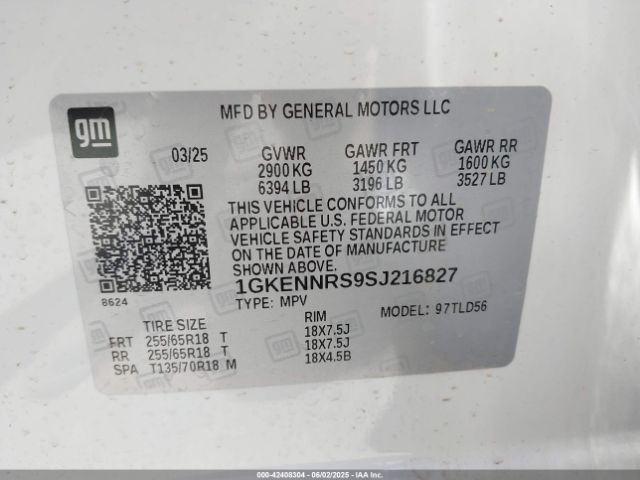 gm
MFD BY GENERAL MOTORS LLC
03/25 GVWR GAWR FRT GAWR RR
2900 KG 1450 KG 1600 KG
6394 LB 3196 LB 3527 LB
THIS VEHICLE CONFORMS TO ALL
APPLICABLE U.S. FEDERAL MOTOR
VEHICLE SAFETY STANDARDS IN EFFECT
ON THE DATE OF MANUFACTURE
SHOWN ABOVE.
8624
1GKENNRS9SJ216827
TYPE: MPV MODEL: 97TLD56
TIRE SIZE RIM
FRT 255/65R18 T 18X7.5J
RR 255/65R18 T 18X7.5J
SPA T135/70R18 M 18X4.5B
000-42408304 - 06/02/2025 - IAAI.COM